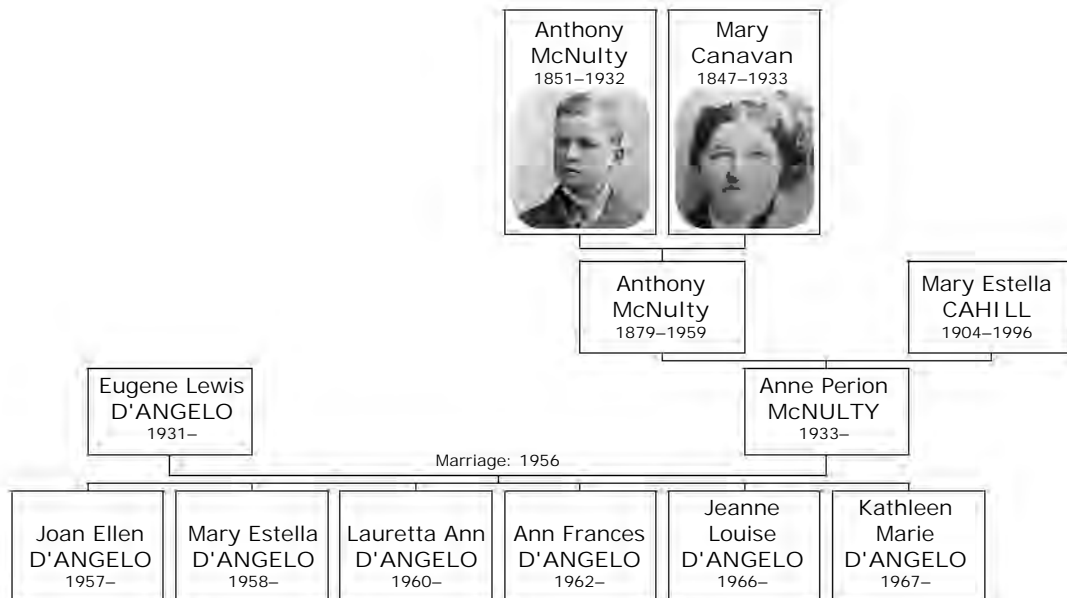 Anthony
McNulty
1851–1932
Mary
Canavan
1847–1933
Anthony
McNulty
1879–1959
Mary Estella
CAHILL
1904–1996
Eugene Lewis
D'ANGELO
1931–
Anne Perion
McNULTY
1933–
Marriage: 1956
Joan Ellen
D'ANGELO
1957–
Mary Estella
D'ANGELO
1958–
Lauretta Ann
D'ANGELO
1960–
Ann Frances
D'ANGELO
1962–
Jeanne
Louise
D'ANGELO
1966–
Kathleen
Marie
D'ANGELO
1967–